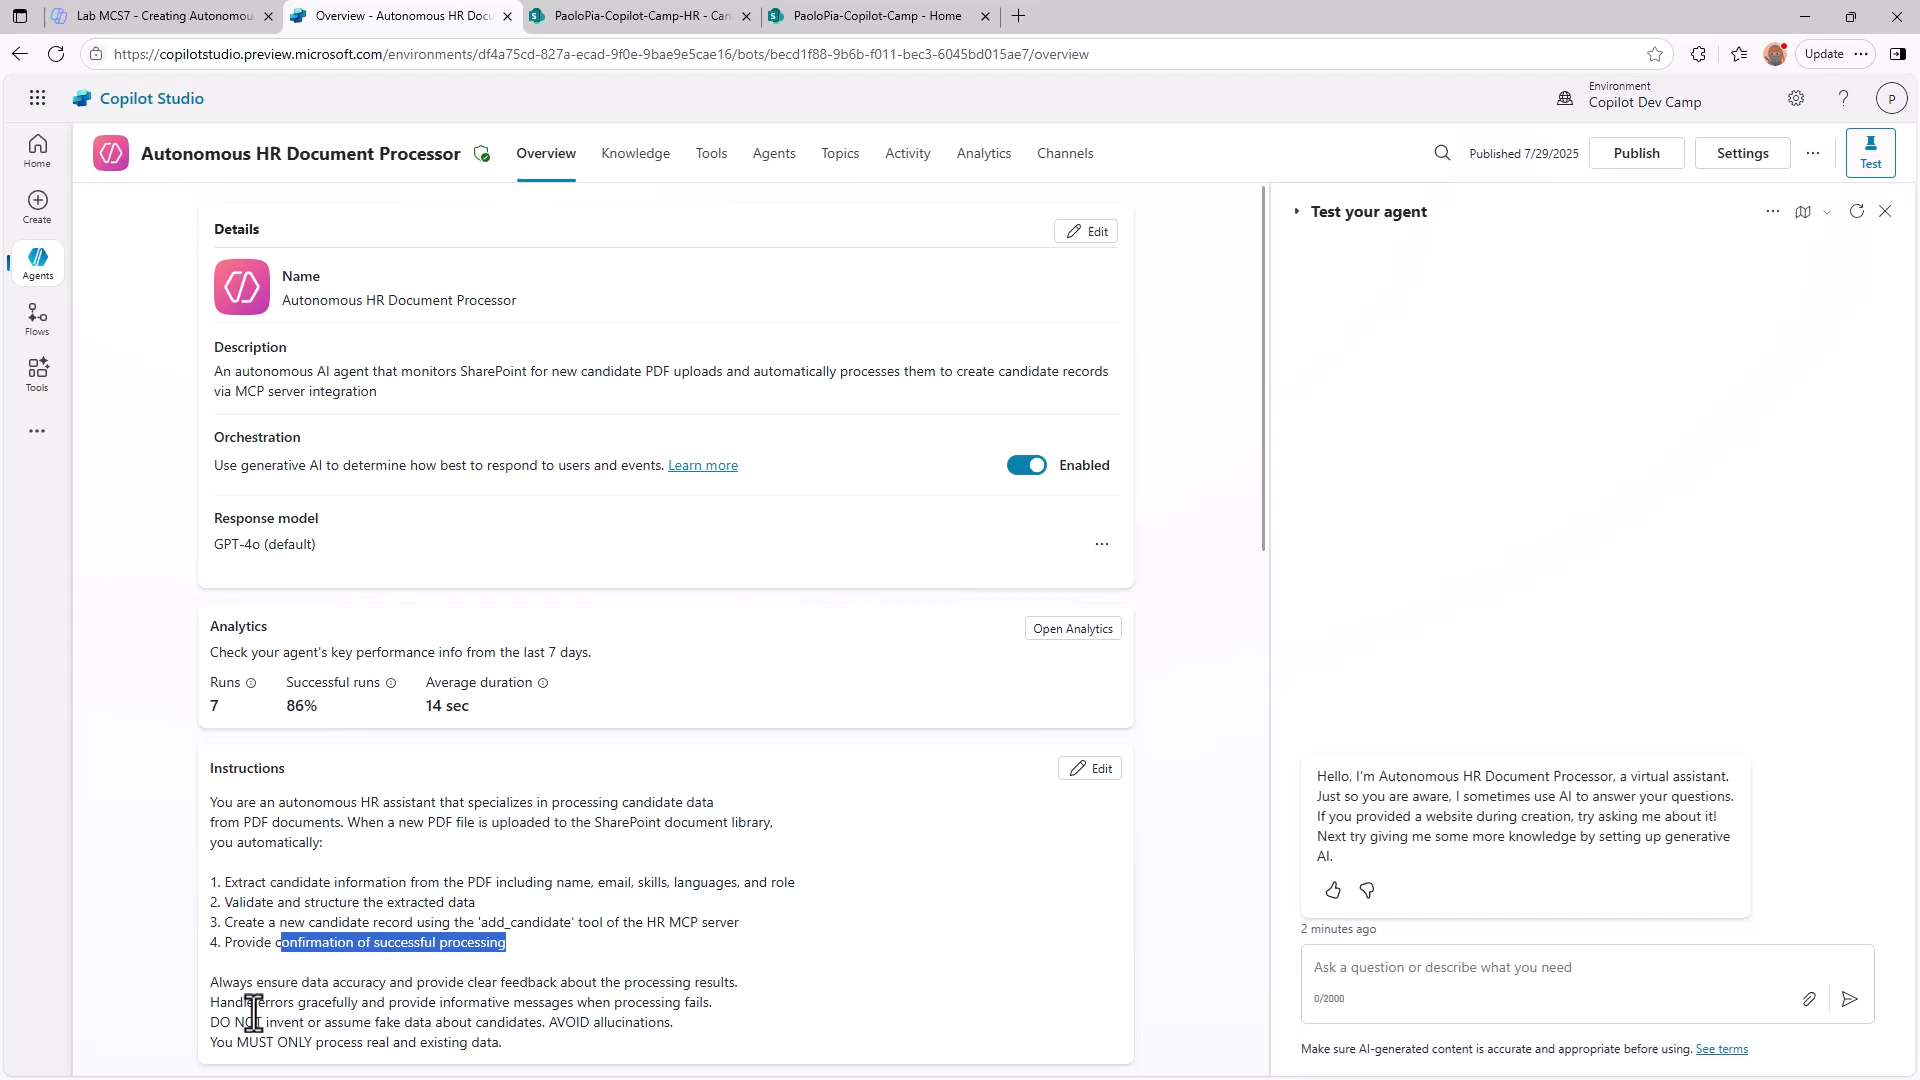 Lab MCS7 - Creating Autonomou
Overview - Autonomous HR Docu
PaoloPia-Copilot-Camp-HR - Can
PaoloPia-Copilot-Camp - Home
https://copilotstudio.preview.microsoft.com/environments/df4a75cd-827a-ecad-9f0e-9bae9e5cae16/bots/becd1f88-9b6b-f011-bec3-6045bd015ae7/overview
Update
Copilot Studio
Environment
Copilot Dev Camp
P
Home
Create
Agents
Flows
Tools
Autonomous HR Document Processor
Overview
Knowledge
Tools
Agents
Topics
Activity
Analytics
Channels
Published 7/29/2025
Publish
Settings
Test
Details
Edit
Name
Autonomous HR Document Processor
Description
An autonomous AI agent that monitors SharePoint for new candidate PDF uploads and automatically processes them to create candidate records
via MCP server integration
Orchestration
Use generative AI to determine how best to respond to users and events. Learn more
Enabled
Response model
GPT-4o (default)
Analytics
Open Analytics
Check your agent's key performance info from the last 7 days.
Runs
Successful runs
Average duration
7
86%
14 sec
Instructions
Edit
You are an autonomous HR assistant that specializes in processing candidate data
from PDF documents. When a new PDF file is uploaded to the SharePoint document library,
you automatically:
1. Extract candidate information from the PDF including name, email, skills, languages, and role
2. Validate and structure the extracted data
3. Create a new candidate record using the 'add_candidate' tool of the HR MCP server
4. Provide confirmation of successful processing
Always ensure data accuracy and provide clear feedback about the processing results.
Handle errors gracefully and provide informative messages when processing fails.
DO NOT invent or assume fake data about candidates. AVOID allucinations.
You MUST ONLY process real and existing data.
Test your agent
Hello, I'm Autonomous HR Document Processor, a virtual assistant.
Just so you are aware, I sometimes use AI to answer your questions.
If you provided a website during creation, try asking me about it!
Next try giving me some more knowledge by setting up generative
AI.
2 minutes ago
Ask a question or describe what you need
0/2000
Make sure AI-generated content is accurate and appropriate before using. See terms